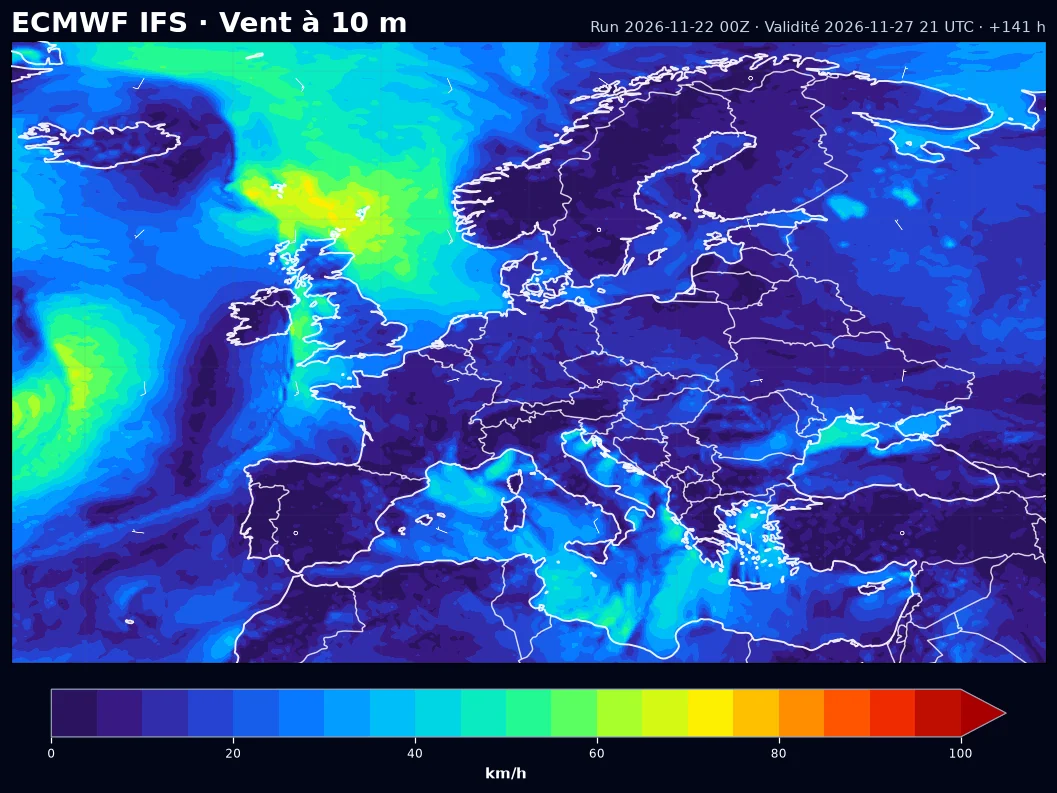 ECMWF IFS · Vent à 10 m
Run 2026-11-22 00Z · Validité 2026-11-27 21 UTC · +141 h
0 20 40 60 80 100
km/h